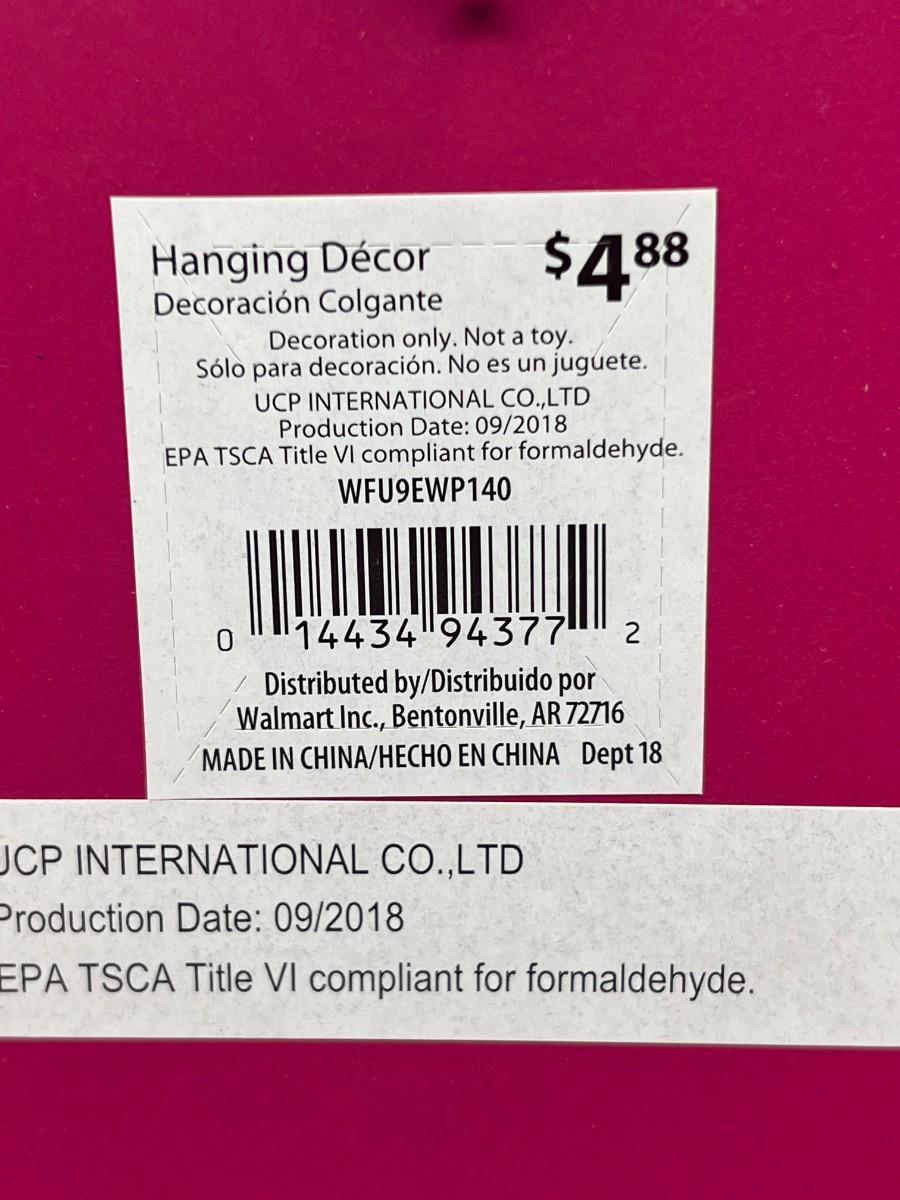 Hanging Décor $4.88
Decoración Colgante
Decoration only. Not a toy.
Sólo para decoración. No es un juguete.
UCP INTERNATIONAL CO.,LTD
Production Date: 09/2018
EPA TSCA Title VI compliant for formaldehyde.
WFU9EWP140
0 14434 94377 2
Distributed by/Distribuido por
Walmart Inc., Bentonville, AR 72716
MADE IN CHINA/HECHO EN CHINA Dept 18
UCP INTERNATIONAL CO.,LTD
Production Date: 09/2018
EPA TSCA Title VI compliant for formaldehyde.